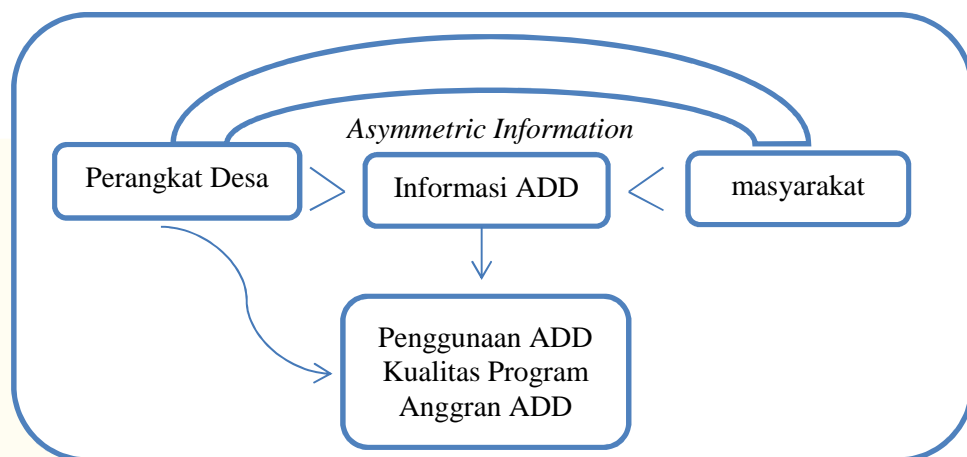 Asymmetric Information
Perangkat Desa
Informasi ADD
masyarakat
Penggunaan ADD
Kualitas Program
Anggran ADD